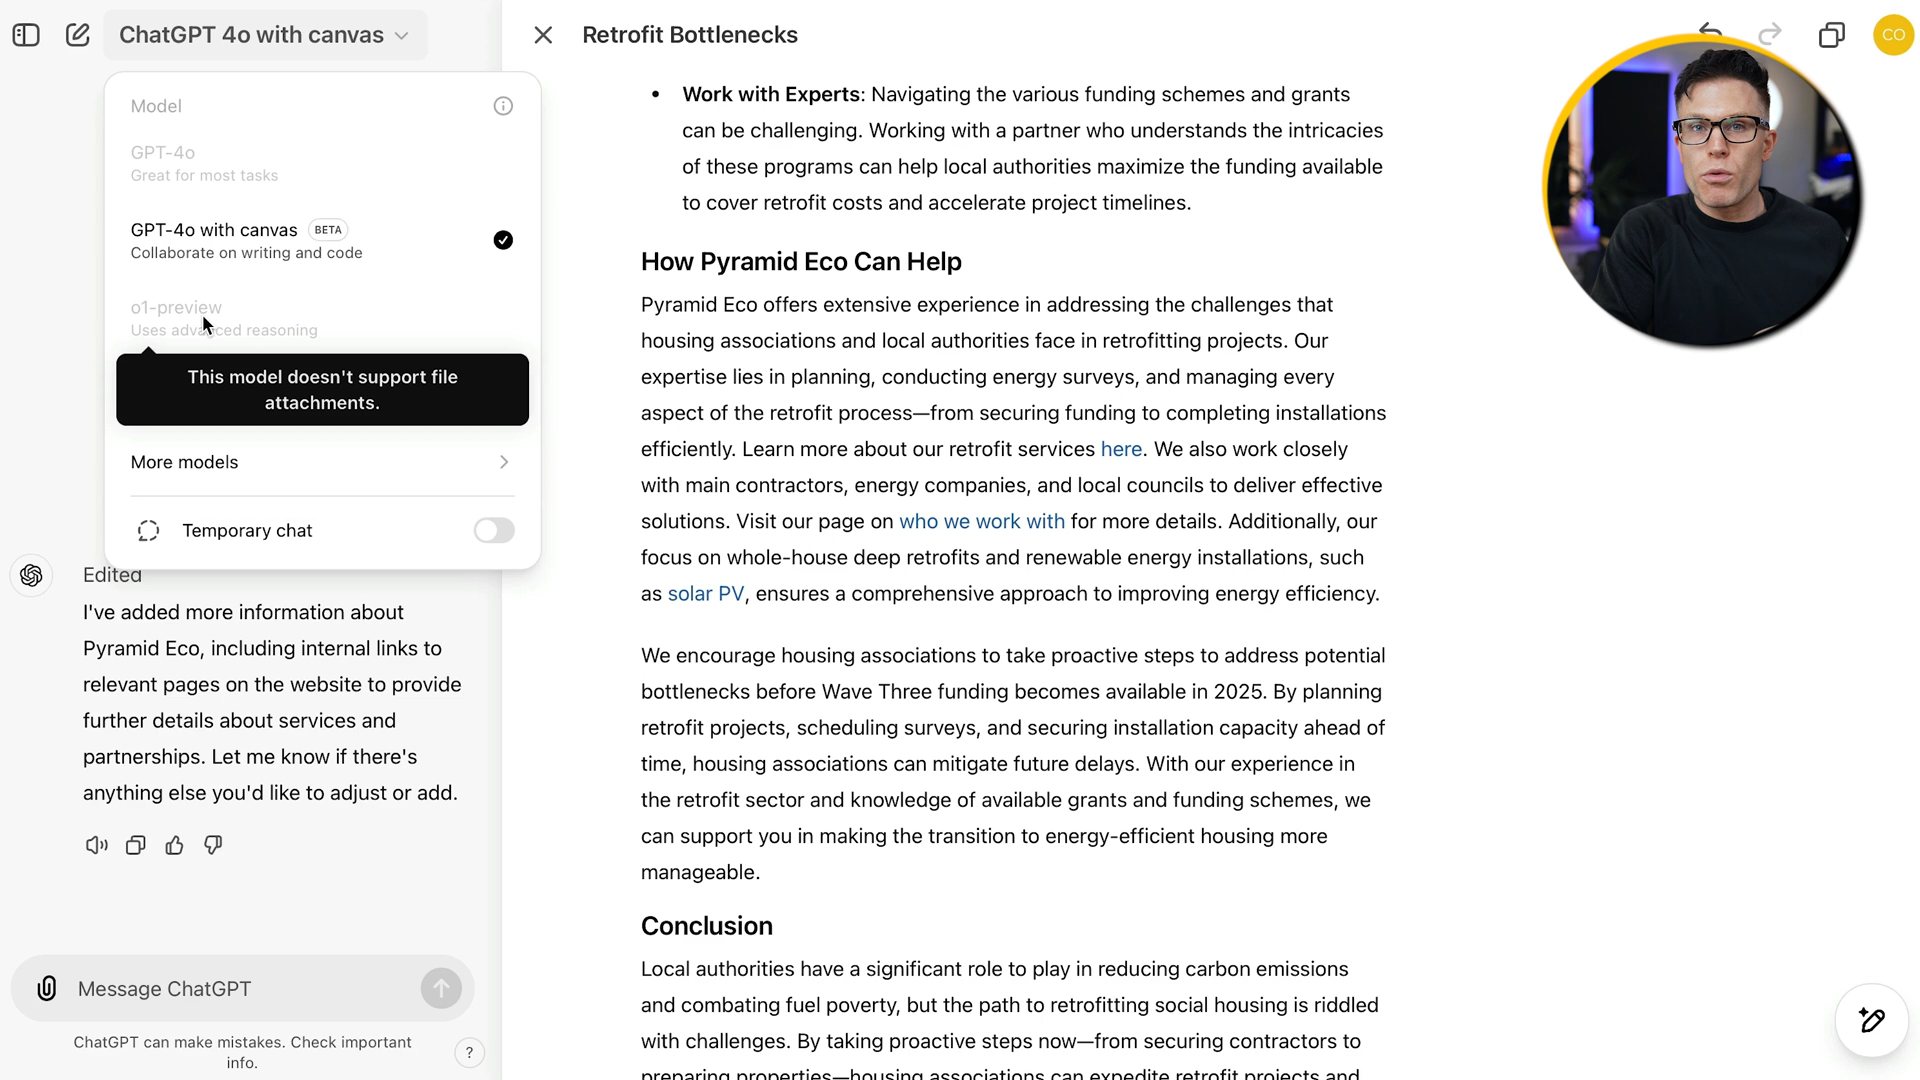 ChatGPT 4o with canvas
Model
GPT-4o
Great for most tasks
GPT-4o with canvas BETA
Collaborate on writing and code
o1-preview
Uses advanced reasoning
This model doesn't support file
attachments.
More models
Temporary chat
Edited
I've added more information about
Pyramid Eco, including internal links to
relevant pages on the website to provide
further details about services and
partnerships. Let me know if there's
anything else you'd like to adjust or add.
Message ChatGPT
ChatGPT can make mistakes. Check important
info.
?
Retrofit Bottlenecks
CO
• Work with Experts: Navigating the various funding schemes and grants
can be challenging. Working with a partner who understands the intricacies
of these programs can help local authorities maximize the funding available
to cover retrofit costs and accelerate project timelines.
How Pyramid Eco Can Help
Pyramid Eco offers extensive experience in addressing the challenges that
housing associations and local authorities face in retrofitting projects. Our
expertise lies in planning, conducting energy surveys, and managing every
aspect of the retrofit process—from securing funding to completing installations
efficiently. Learn more about our retrofit services here. We also work closely
with main contractors, energy companies, and local councils to deliver effective
solutions. Visit our page on who we work with for more details. Additionally, our
focus on whole-house deep retrofits and renewable energy installations, such
as solar PV, ensures a comprehensive approach to improving energy efficiency.
We encourage housing associations to take proactive steps to address potential
bottlenecks before Wave Three funding becomes available in 2025. By planning
retrofit projects, scheduling surveys, and securing installation capacity ahead of
time, housing associations can mitigate future delays. With our experience in
the retrofit sector and knowledge of available grants and funding schemes, we
can support you in making the transition to energy-efficient housing more
manageable.
Conclusion
Local authorities have a significant role to play in reducing carbon emissions
and combating fuel poverty, but the path to retrofitting social housing is riddled
with challenges. By taking proactive steps now—from securing contractors to
preparing properties—housing associations can expedite retrofit projects and